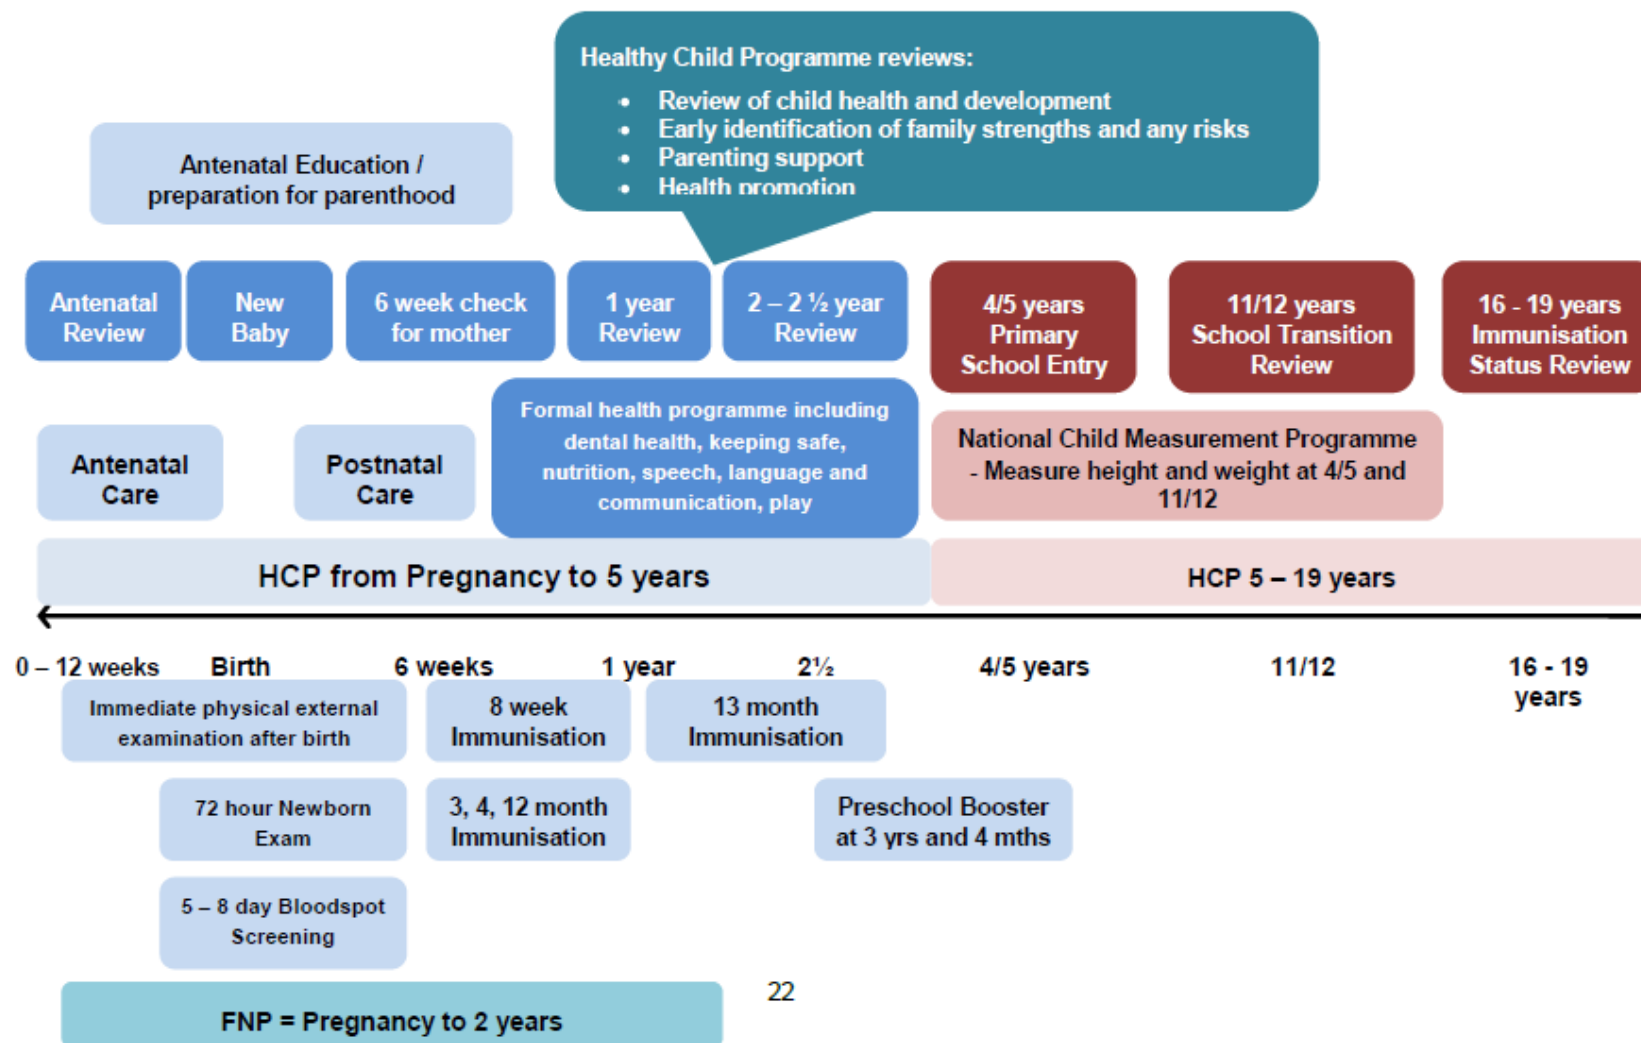 Healthy Child Programme reviews:
• Review of child health and development
• Early identification of family strengths and any risks
• Parenting support
• Health promotion
Antenatal Education /
preparation for parenthood
Antenatal
Review
New
Baby
6 week check
for mother
1 year
Review
2 – 2 ½ year
Review
4/5 years
Primary
School Entry
11/12 years
School Transition
Review
16 - 19 years
Immunisation
Status Review
Antenatal
Care
Postnatal
Care
Formal health programme including
dental health, keeping safe,
nutrition, speech, language and
communication, play
National Child Measurement Programme
- Measure height and weight at 4/5 and
11/12
HCP from Pregnancy to 5 years
HCP 5 – 19 years
0 – 12 weeks
Birth
6 weeks
1 year
2½
4/5 years
11/12
16 - 19
years
Immediate physical external
examination after birth
8 week
Immunisation
13 month
Immunisation
72 hour Newborn
Exam
3, 4, 12 month
Immunisation
Preschool Booster
at 3 yrs and 4 mths
5 – 8 day Bloodspot
Screening
22
FNP = Pregnancy to 2 years